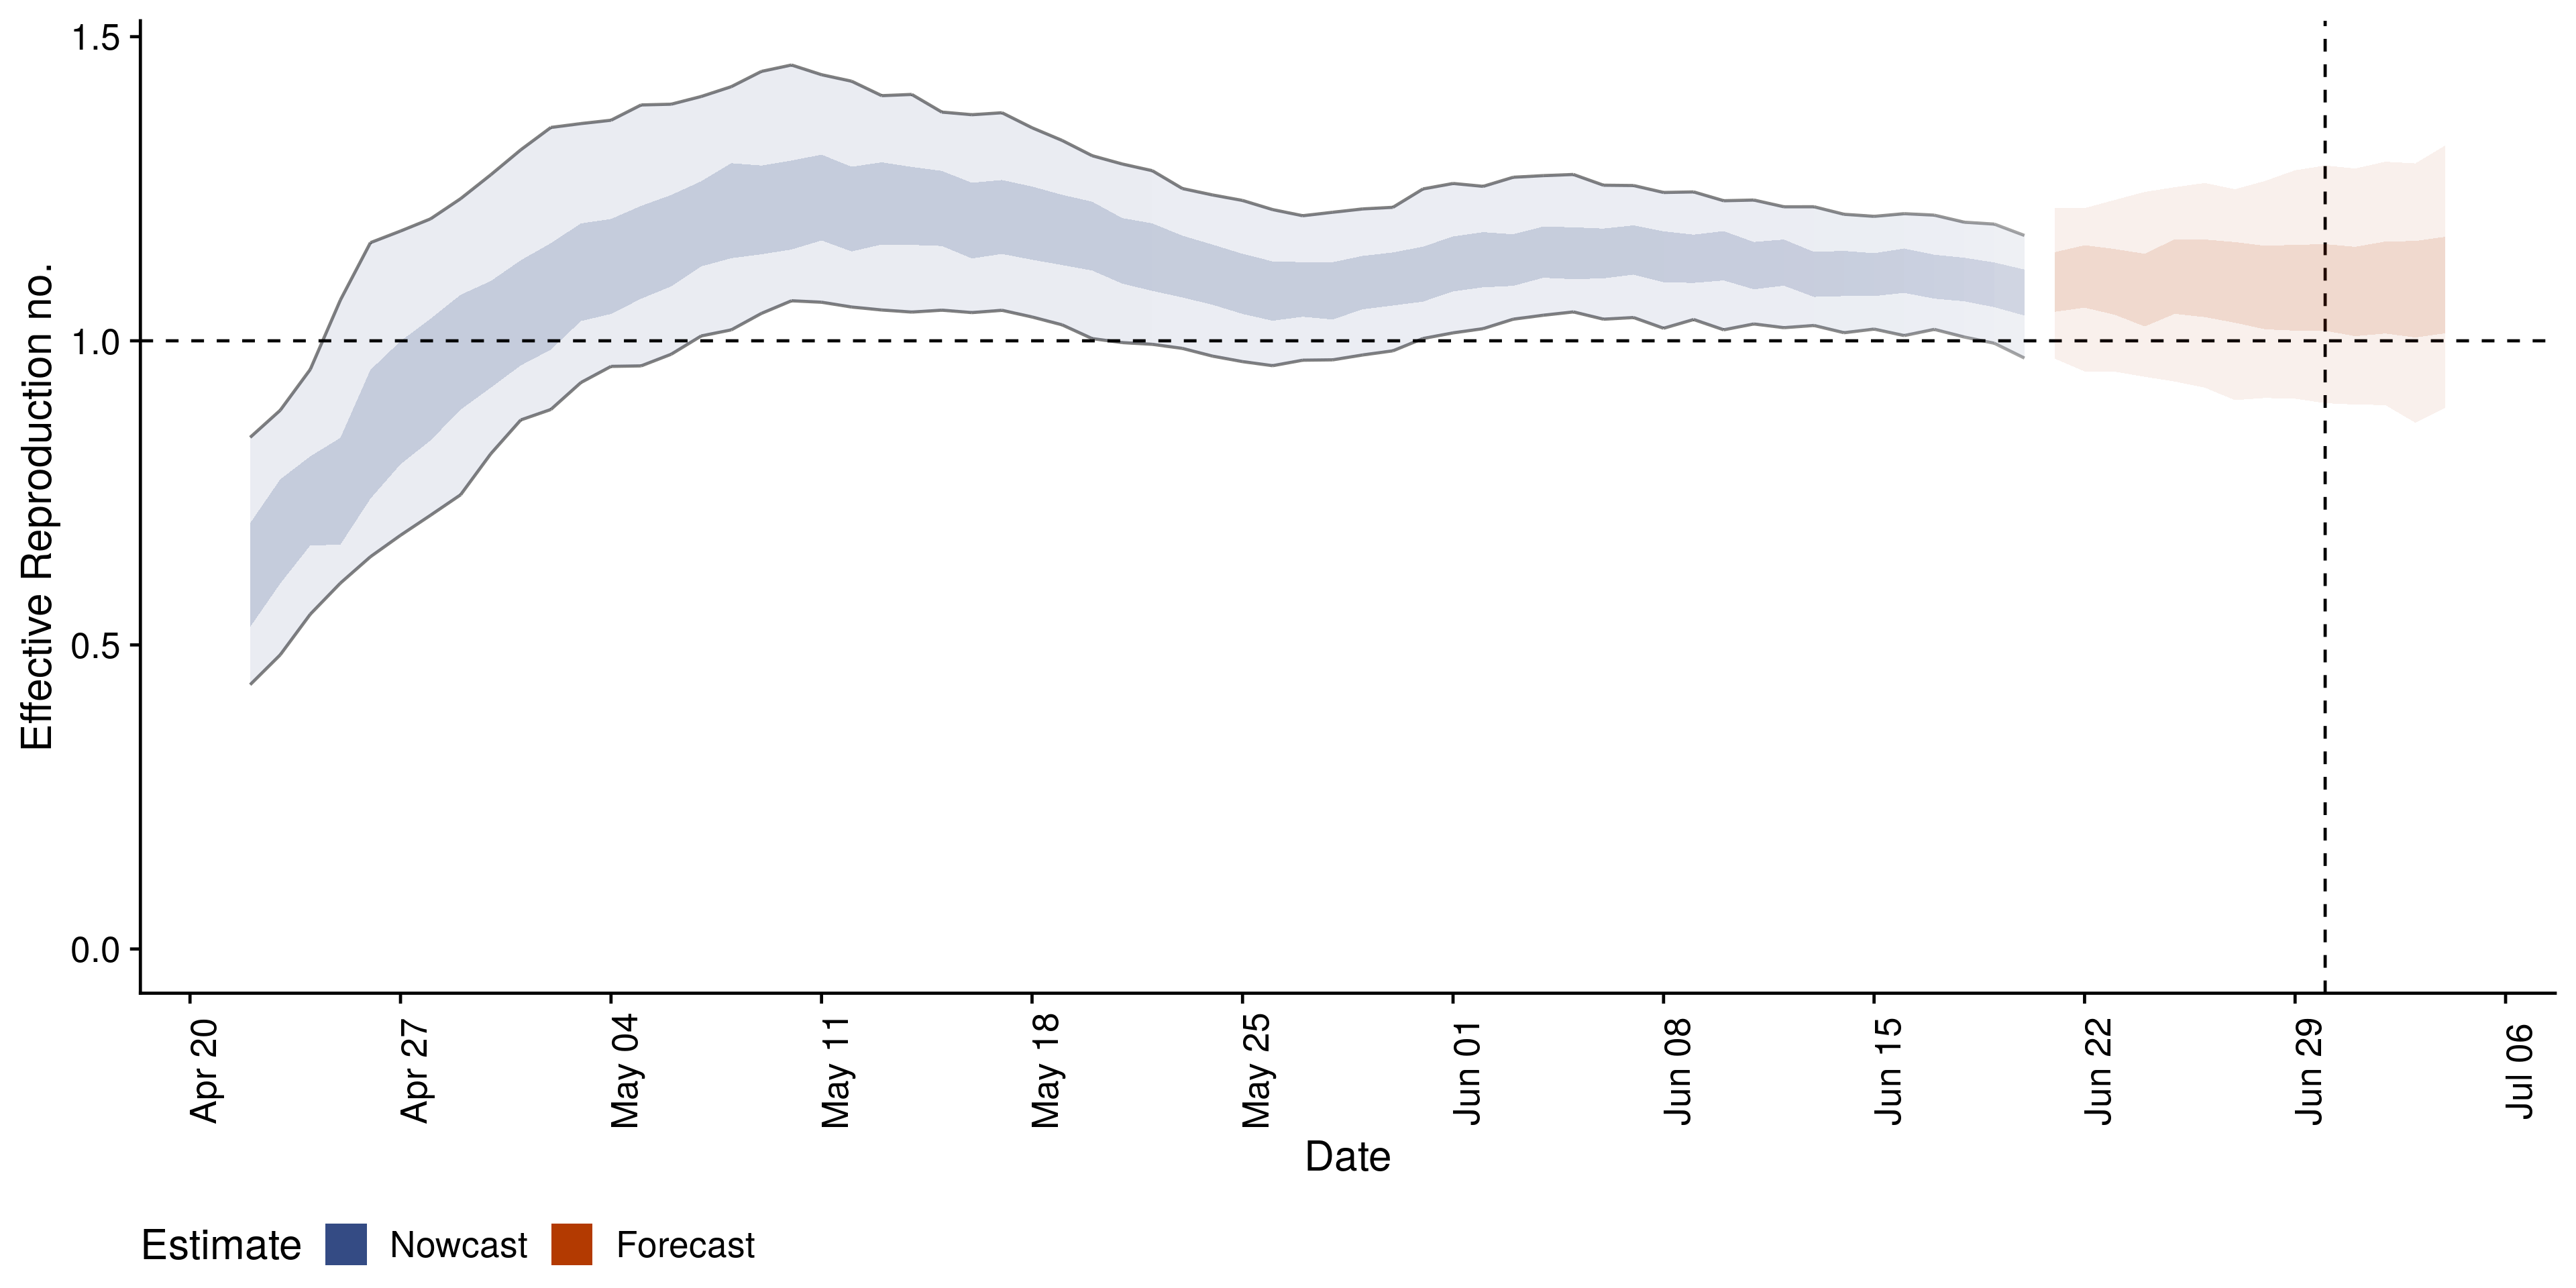 Effective Reproduction no.
1.5
1.0
0.5
0.0
Apr 20
Apr 27
May 04
May 11
May 18
May 25
Jun 01
Jun 08
Jun 15
Jun 22
Jun 29
Jul 06
Date
Estimate Nowcast Forecast